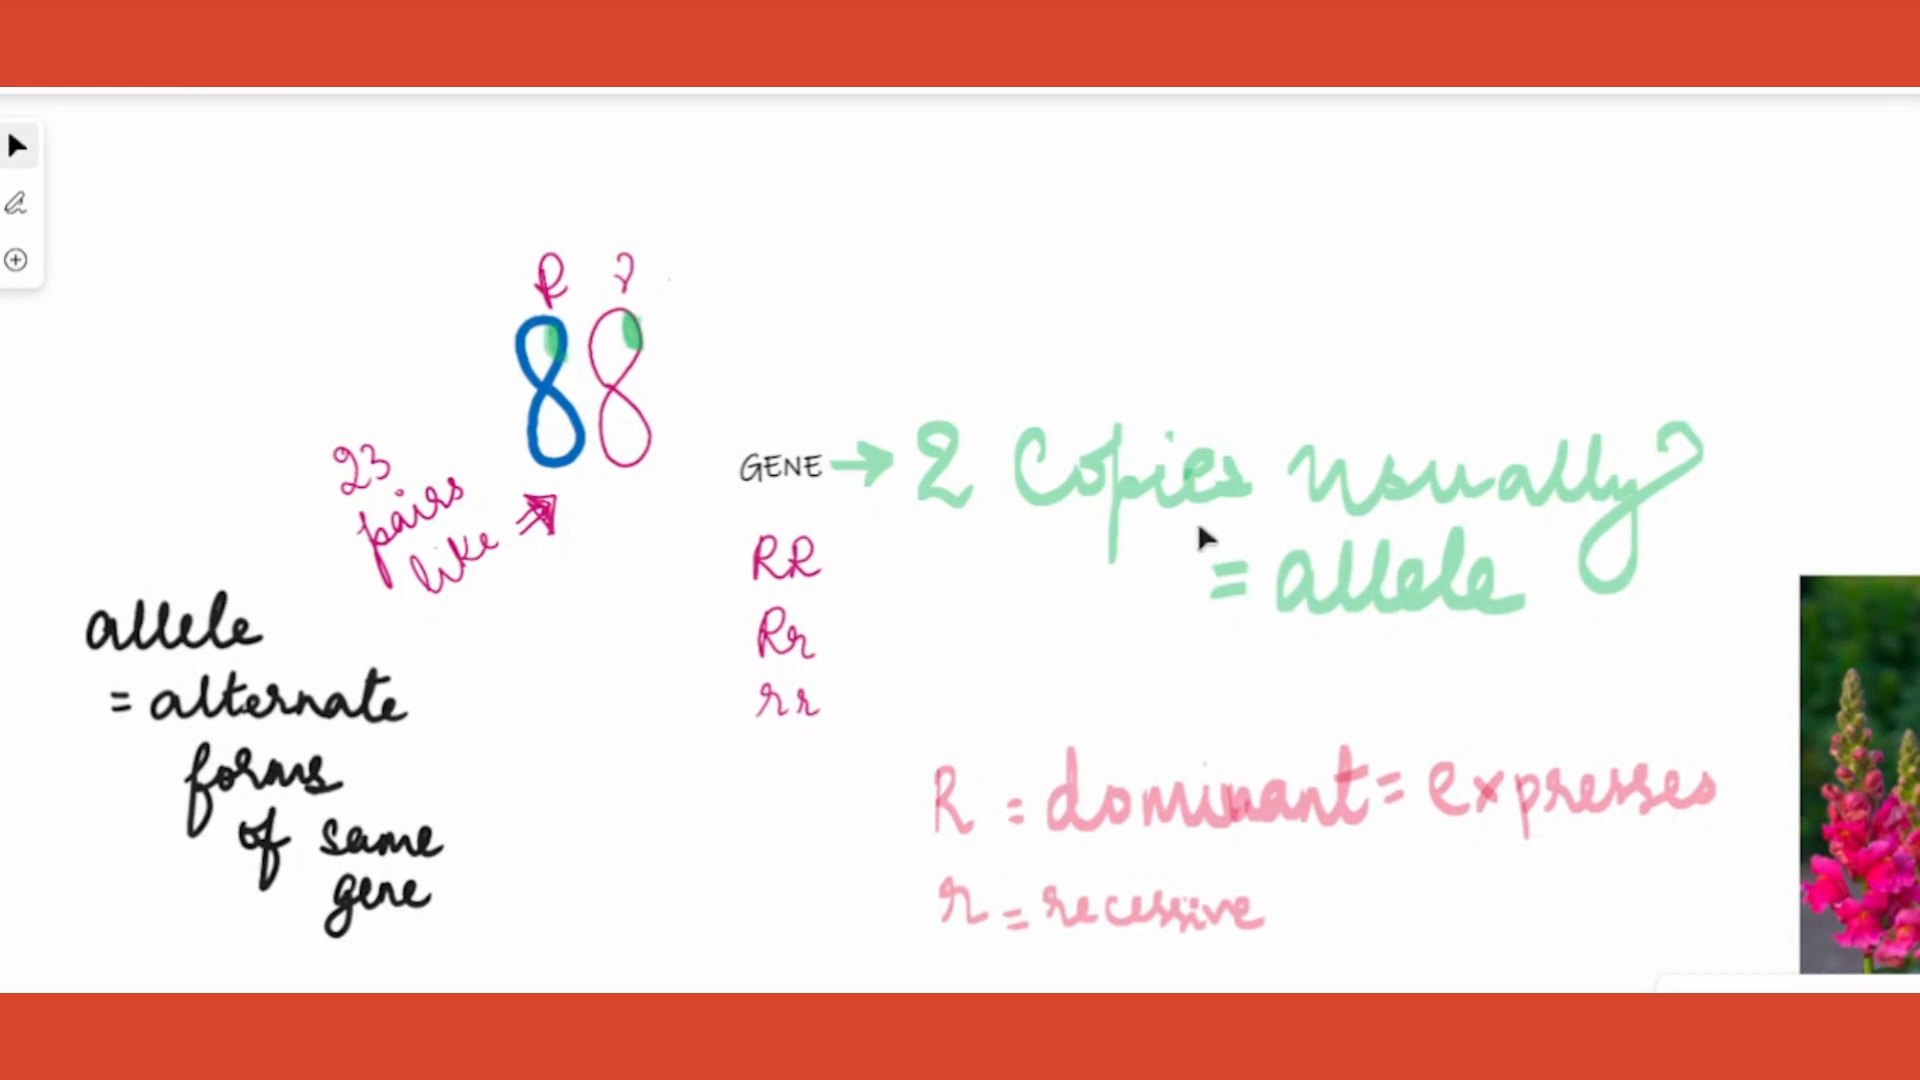 R r
23
pairs
like
GENE → 2 Copies usually
= allele
RR
Rr
rr
allele
= alternate
forms
of same
gene
R = dominant = expresses
r = recessive